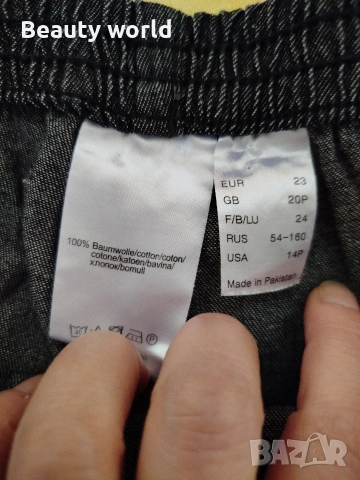 Beauty world
100% Baumwolle/cotton/coton/
cotone/katoen/bavlna/
хлопок/bomull
EUR 23
GB 20P
F/B/LU 24
RUS 54-160
USA 14P
Made in Pakistan
P
BAZAR